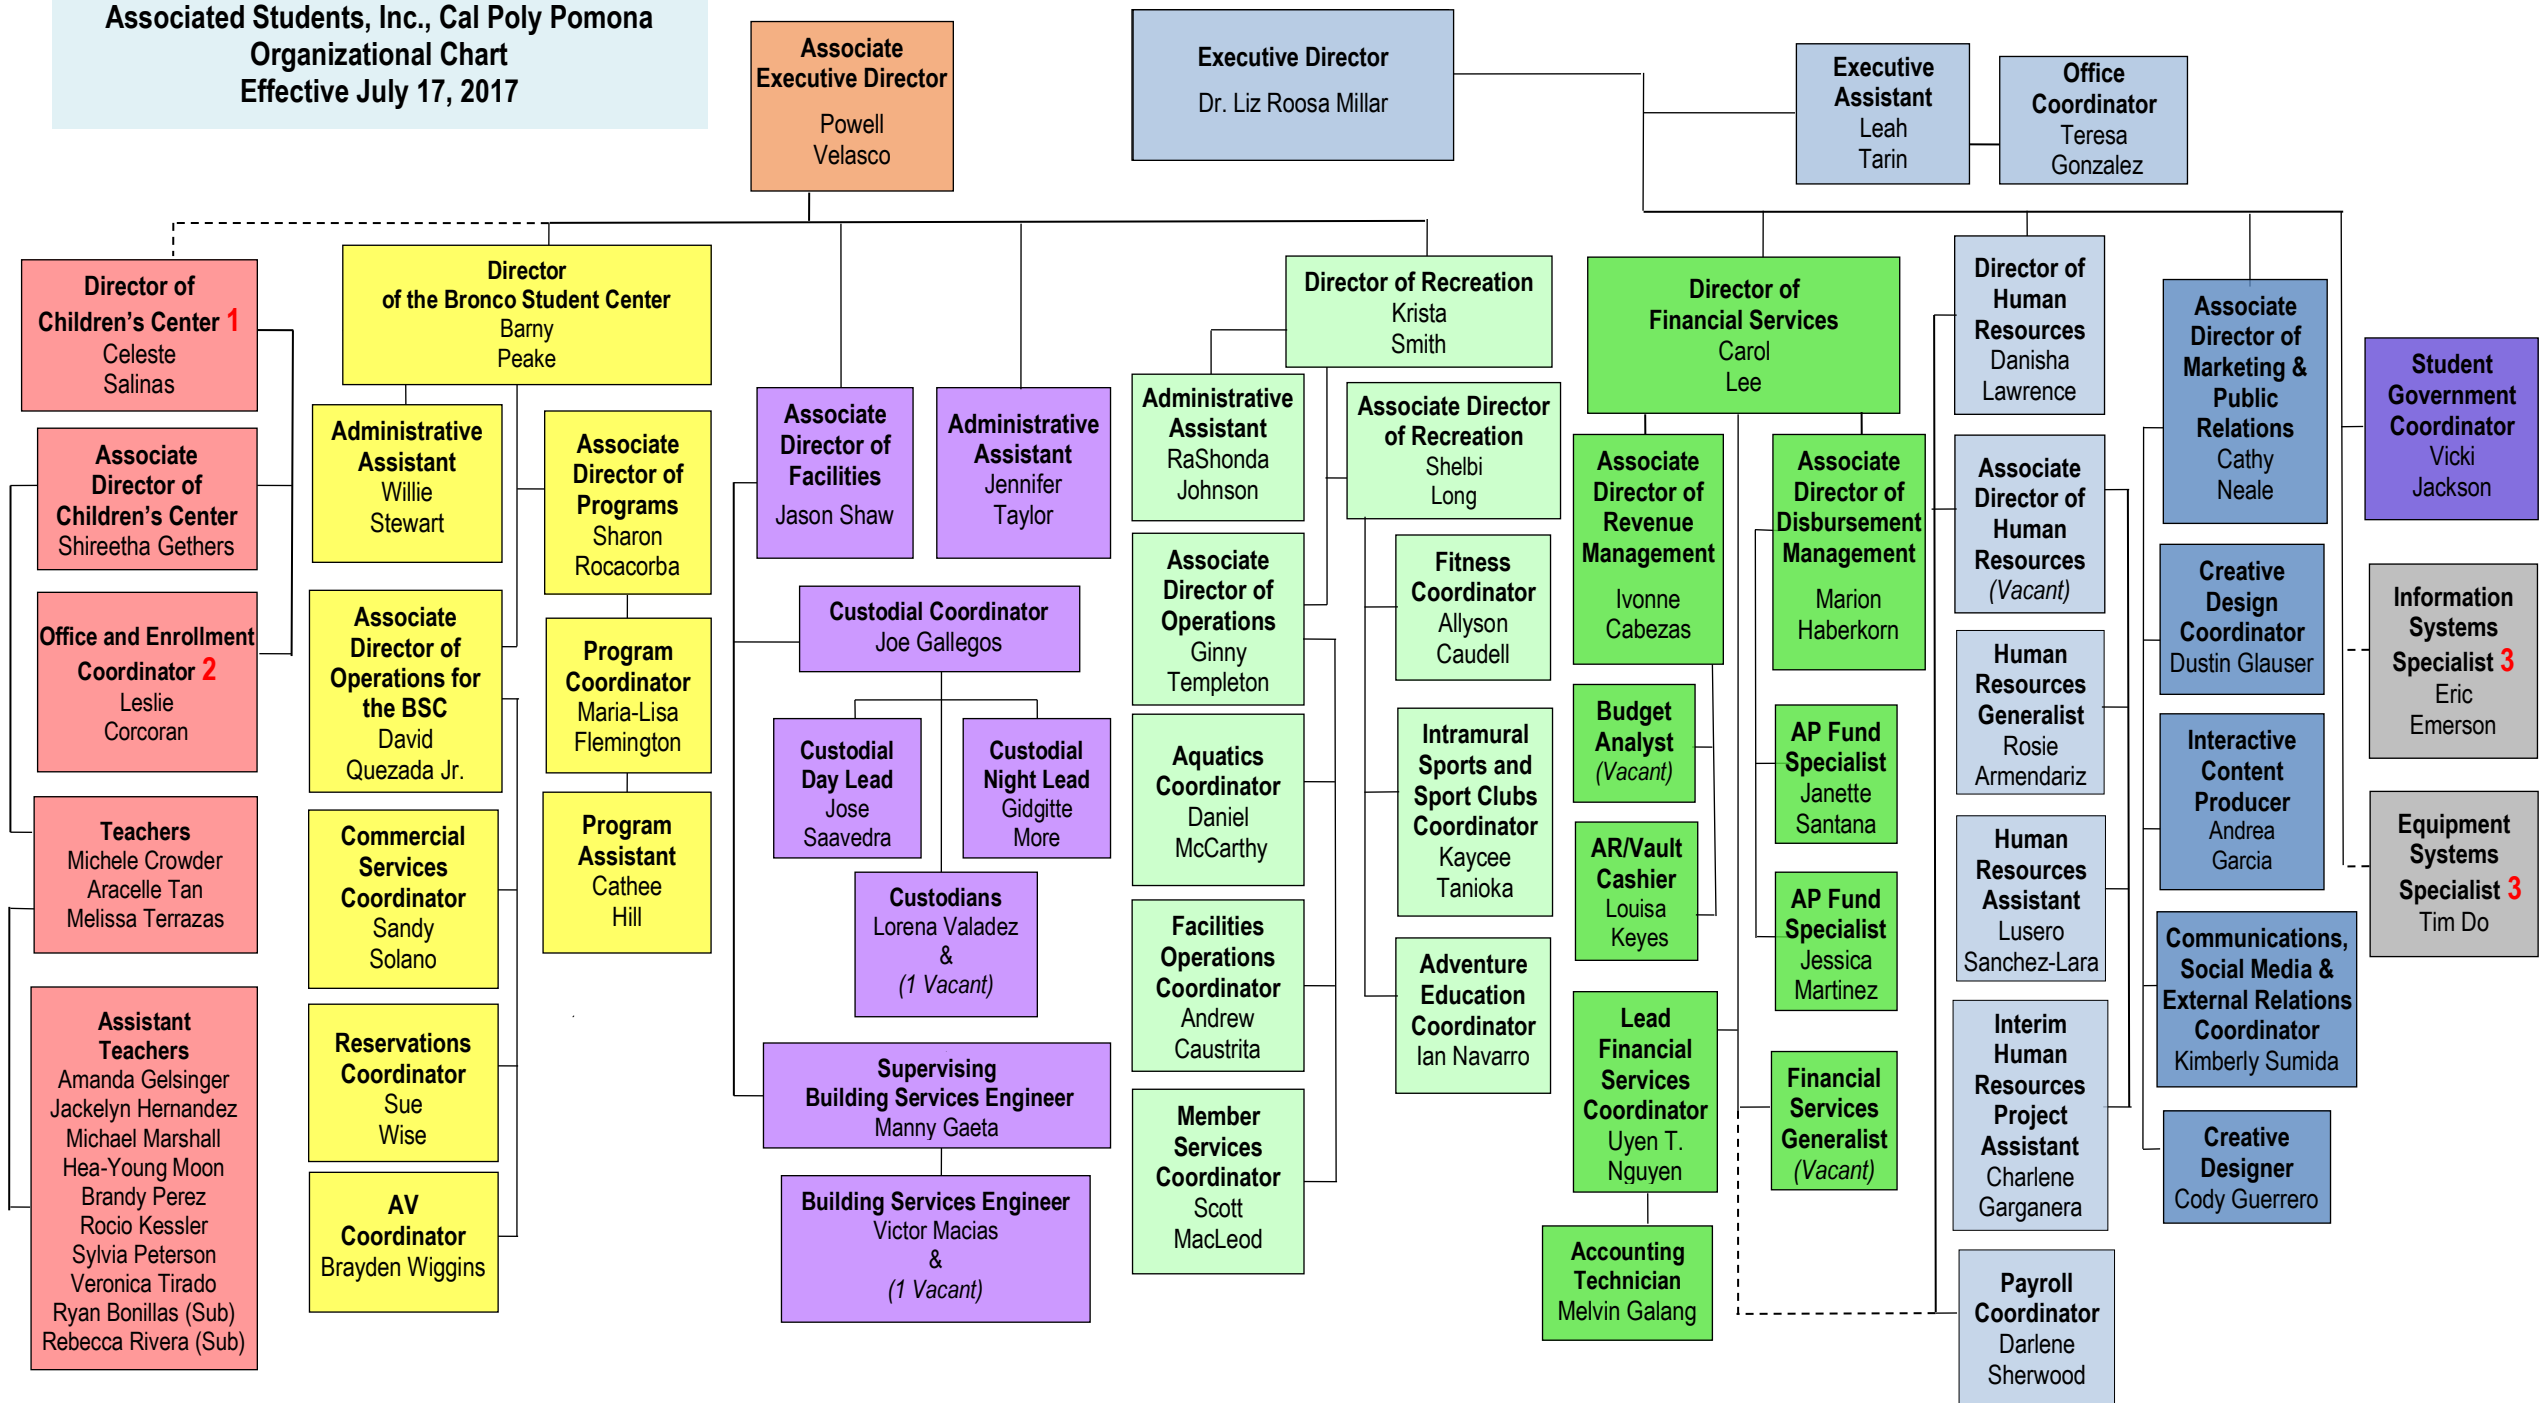 Associated Students, Inc., Cal Poly Pomona
Organizational Chart
Effective July 17, 2017
Associate
Executive Director
Powell
Velasco
Executive Director
Dr. Liz Roosa Millar
Executive
Assistant
Leah
Tarin
Office
Coordinator
Teresa
Gonzalez
Director of
Children's Center 1
Celeste
Salinas
Associate
Director of
Children's Center
Shireetha Gethers
Office and Enrollment
Coordinator 2
Leslie
Corcoran
Teachers
Michele Crowder
Aracelle Tan
Melissa Terrazas
Assistant
Teachers
Amanda Gelsinger
Jackelyn Hernandez
Michael Marshall
Hea-Young Moon
Brandy Perez
Rocio Kessler
Sylvia Peterson
Veronica Tirado
Ryan Bonillas (Sub)
Rebecca Rivera (Sub)
Director
of the Bronco Student Center
Barny
Peake
Administrative
Assistant
Willie
Stewart
Associate
Director of
Operations for
the BSC
David
Quezada Jr.
Commercial
Services
Coordinator
Sandy
Solano
Reservations
Coordinator
Sue
Wise
AV
Coordinator
Brayden Wiggins
Associate
Director of
Programs
Sharon
Rocacorba
Program
Coordinator
Maria-Lisa
Flemington
Program
Assistant
Cathee
Hill
Associate
Director of
Facilities
Jason Shaw
Administrative
Assistant
Jennifer
Taylor
Custodial Coordinator
Joe Gallegos
Custodial
Day Lead
Jose
Saavedra
Custodial
Night Lead
Gidgitte
More
Custodians
Lorena Valadez
&
(1 Vacant)
Supervising
Building Services Engineer
Manny Gaeta
Building Services Engineer
Victor Macias
&
(1 Vacant)
Director of Recreation
Krista
Smith
Administrative
Assistant
RaShonda
Johnson
Associate
Director of
Operations
Ginny
Templeton
Aquatics
Coordinator
Daniel
McCarthy
Facilities
Operations
Coordinator
Andrew
Caustrita
Member
Services
Coordinator
Scott
MacLeod
Associate Director
of Recreation
Shelbi
Long
Fitness
Coordinator
Allyson
Caudell
Intramural
Sports and
Sport Clubs
Coordinator
Kaycee
Tanioka
Adventure
Education
Coordinator
Ian Navarro
Director of
Financial Services
Carol
Lee
Associate
Director of
Revenue
Management
Ivonne
Cabezas
Budget
Analyst
(Vacant)
AR/Vault
Cashier
Louisa
Keyes
Lead
Financial
Services
Coordinator
Uyen T.
Nguyen
Accounting
Technician
Melvin Galang
Associate
Director of
Disbursement
Management
Marion
Haberkorn
AP Fund
Specialist
Janette
Santana
AP Fund
Specialist
Jessica
Martinez
Financial
Services
Generalist
(Vacant)
Director of
Human
Resources
Danisha
Lawrence
Associate
Director of
Human
Resources
(Vacant)
Human
Resources
Generalist
Rosie
Armendariz
Human
Resources
Assistant
Lusero
Sanchez-Lara
Interim
Human
Resources
Project
Assistant
Charlene
Garganera
Payroll
Coordinator
Darlene
Sherwood
Associate
Director of
Marketing &
Public
Relations
Cathy
Neale
Creative
Design
Coordinator
Dustin Glauser
Interactive
Content
Producer
Andrea
Garcia
Communications,
Social Media &
External Relations
Coordinator
Kimberly Sumida
Creative
Designer
Cody Guerrero
Student
Government
Coordinator
Vicki
Jackson
Information
Systems
Specialist 3
Eric
Emerson
Equipment
Systems
Specialist 3
Tim Do